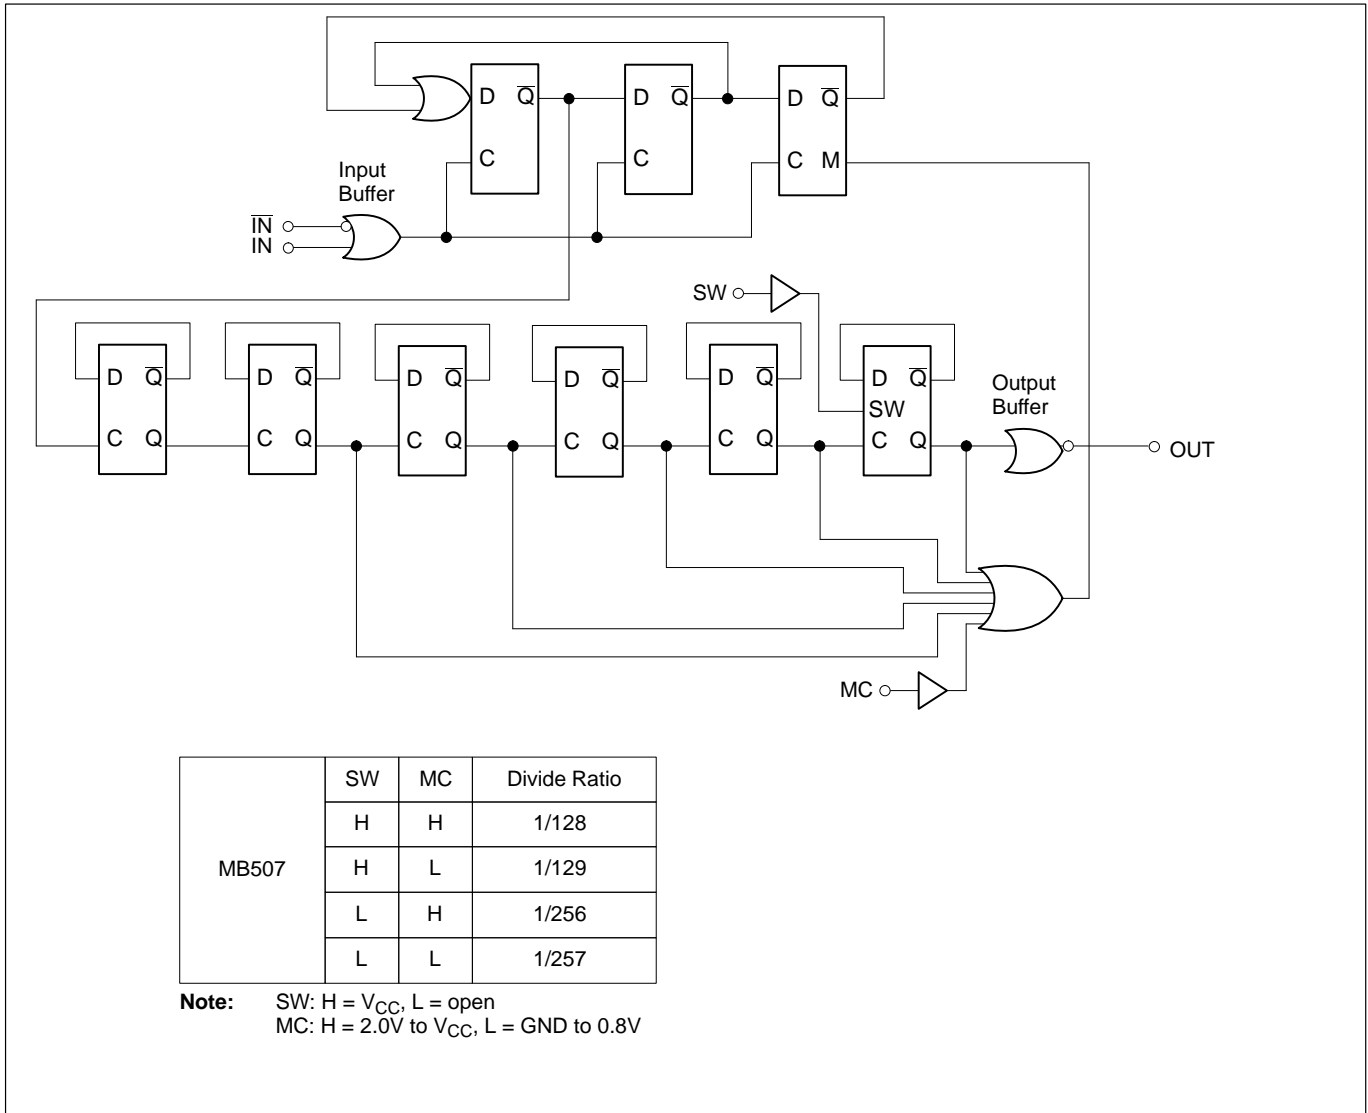 D Q̅ D Q̅ D Q̅
C C C M
Input
Buffer
I̅N̅
IN
SW
D Q̅ D Q̅ D Q̅ D Q̅ D Q̅ D Q̅
SW
C Q C Q C Q C Q C Q C Q
Output
Buffer
OUT
MC
SW MC Divide Ratio
H H 1/128
MB507
H L 1/129
L H 1/256
L L 1/257
Note: SW: H = VCC, L = open
MC: H = 2.0V to VCC, L = GND to 0.8V